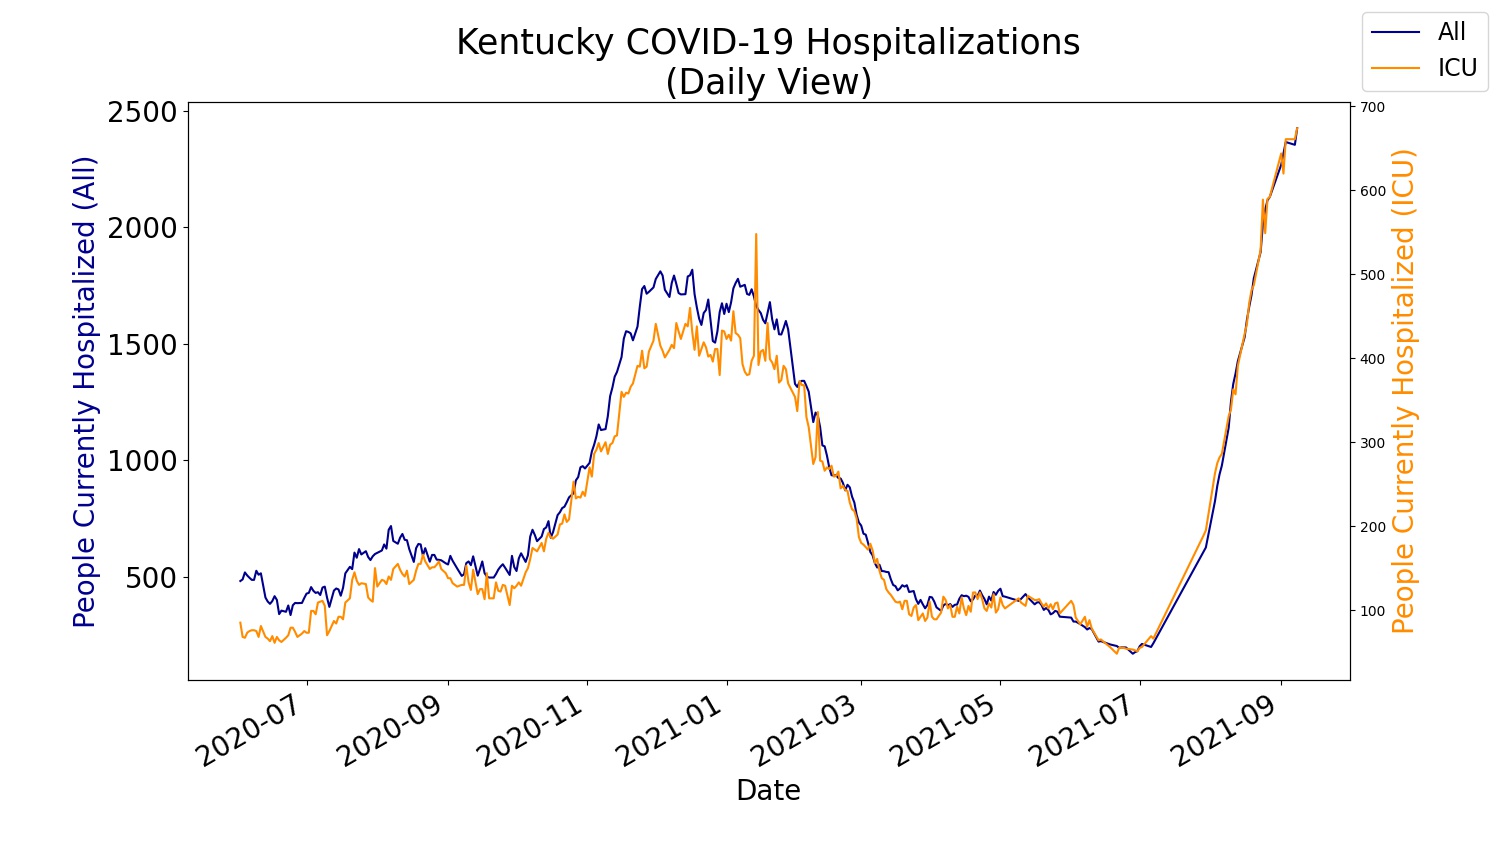 Kentucky COVID-19 Hospitalizations
(Daily View)
All
ICU
People Currently Hospitalized (All)
2500
2000
1500
1000
500
700
600
500
400
300
200
100
People Currently Hospitalized (ICU)
2020-07
2020-09
2020-11
2021-01
2021-03
2021-05
2021-07
2021-09
Date